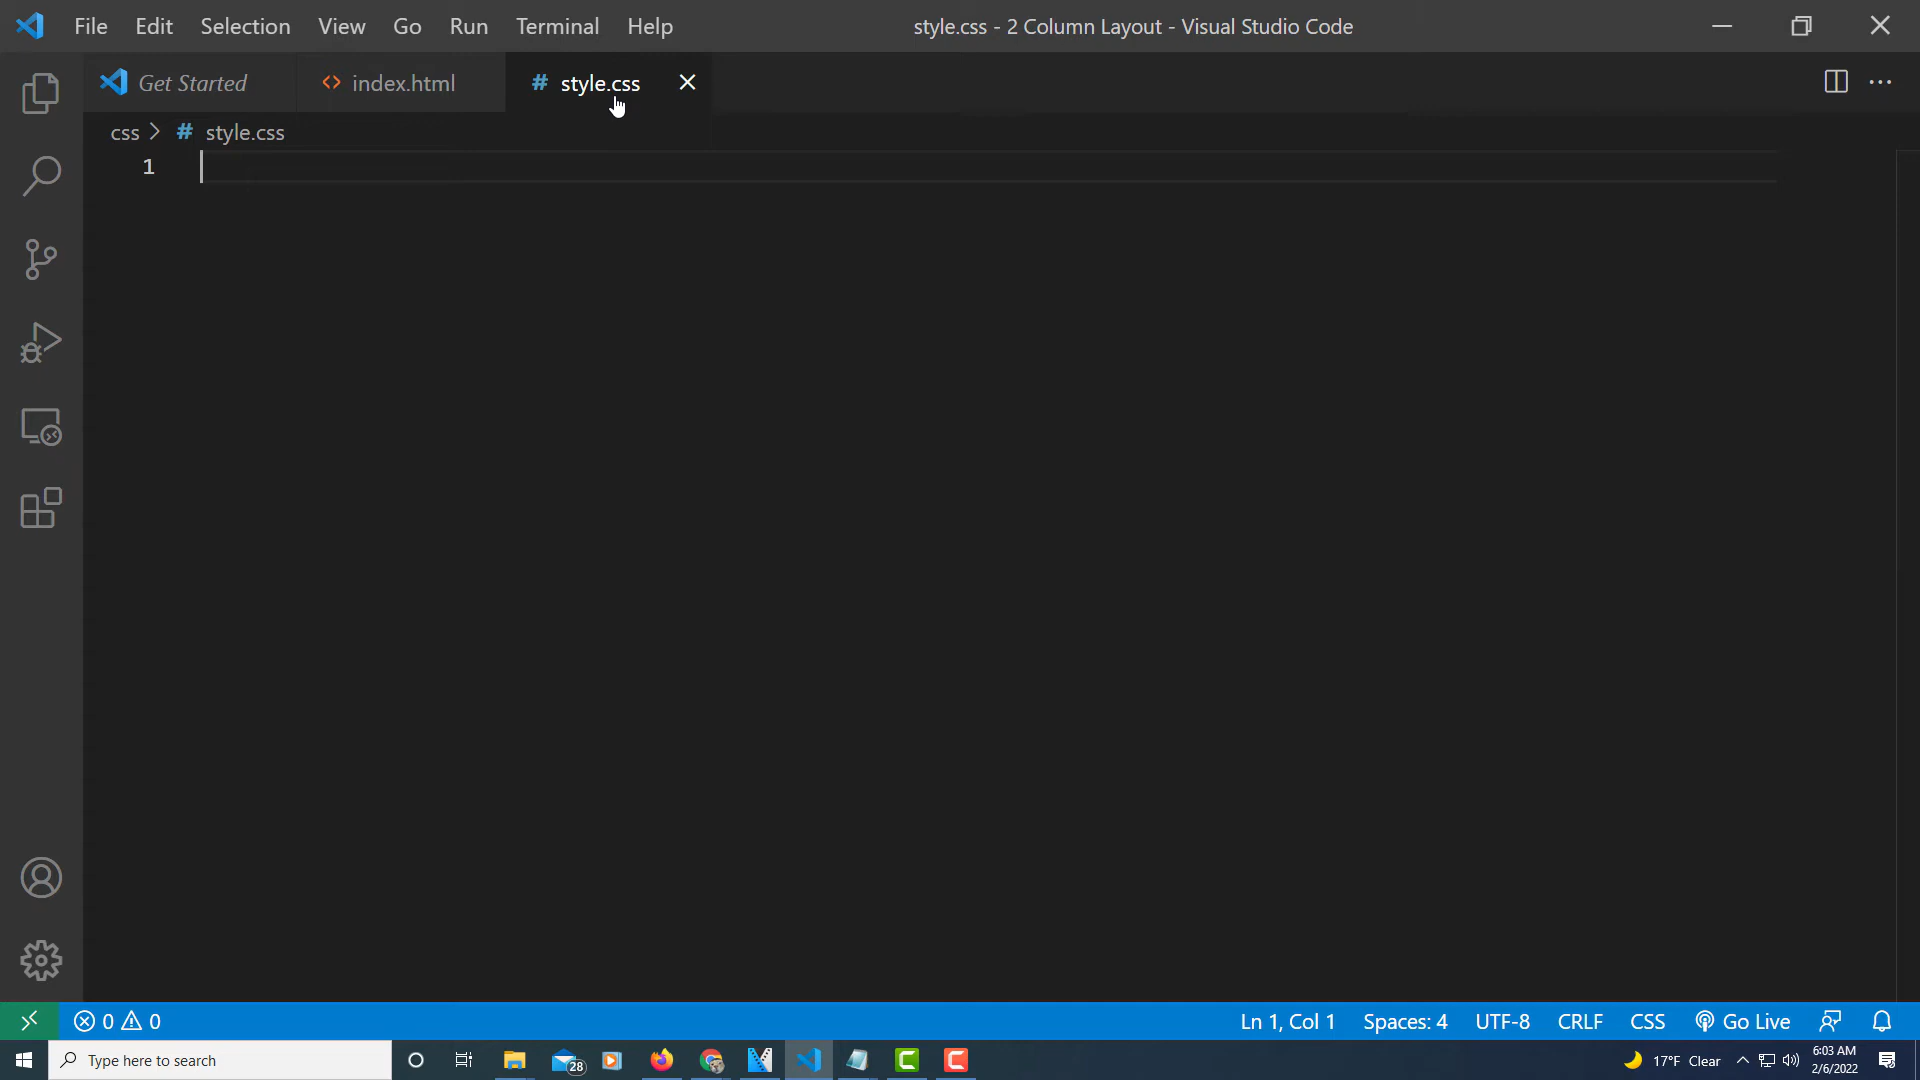 File Edit Selection View Go Run Terminal Help style.css - 2 Column Layout - Visual Studio Code
Get Started index.html # style.css
css > # style.css
1
0 0 Ln 1, Col 1 Spaces: 4 UTF-8 CRLF CSS Go Live
Type here to search 28 17°F Clear 6:03 AM
2/6/2022